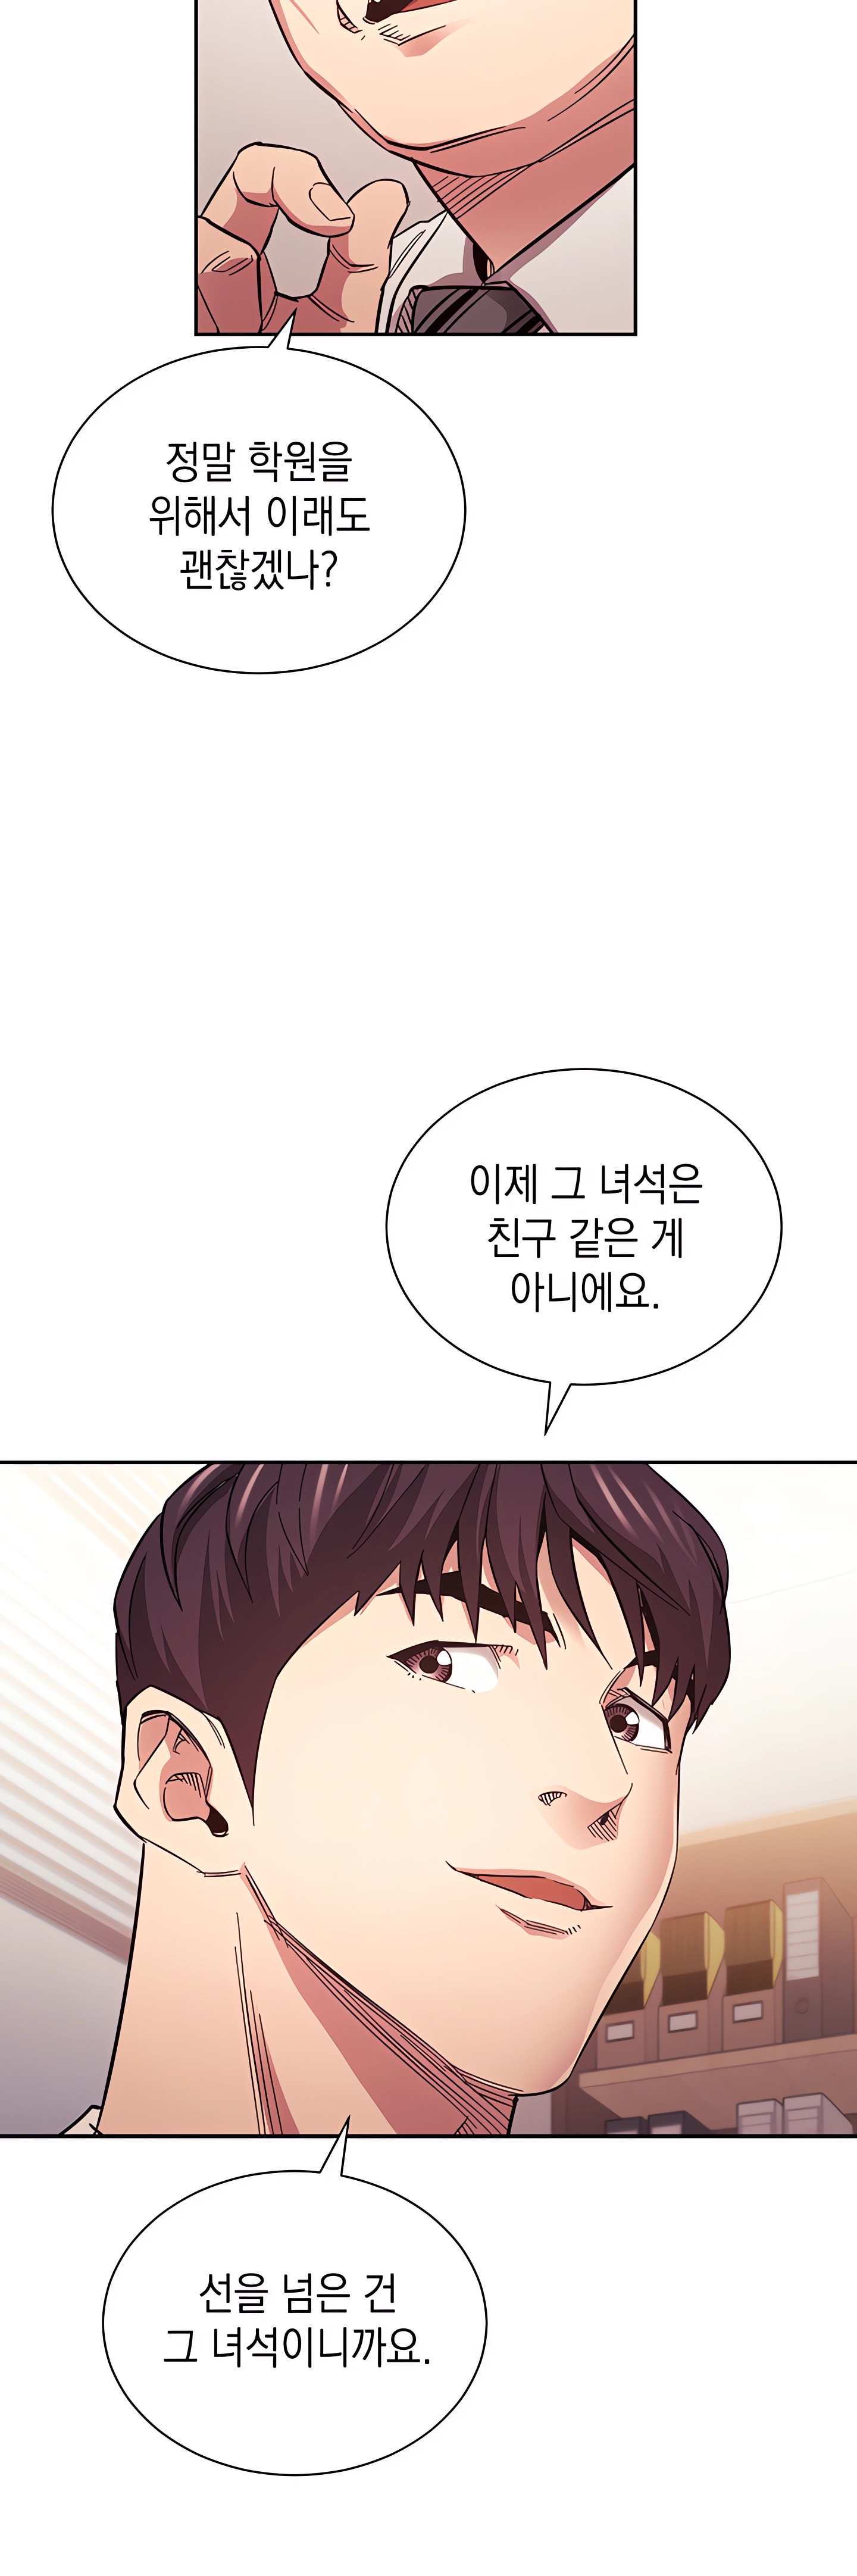 정말 학원을
위해서 이래도
괜찮겠나?
이제 그 녀석은
친구 같은 게
아니에요.
선을 넘은 건
그 녀석이니까요.